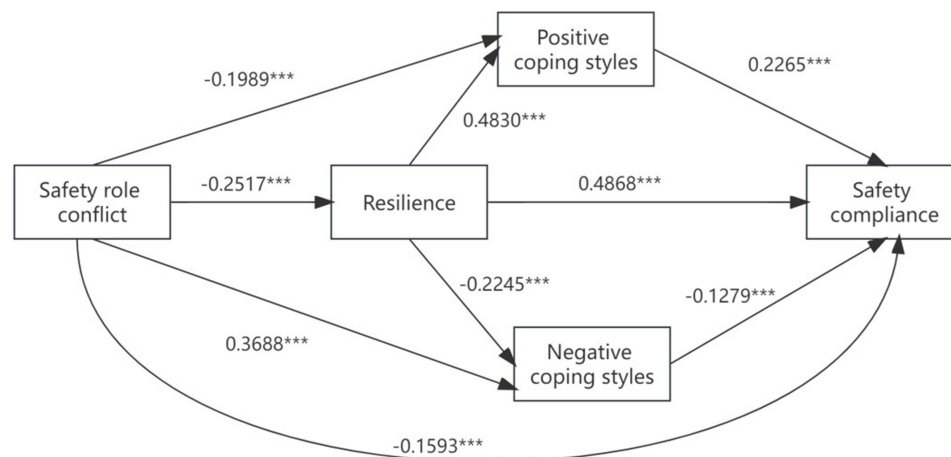 Positive
coping styles
-0.1989***
0.2265***
0.4830***
Safety role
conflict
-0.2517***
Resilience
0.4868***
Safety
compliance
-0.2245***
-0.1279***
0.3688***
Negative
coping styles
-0.1593***